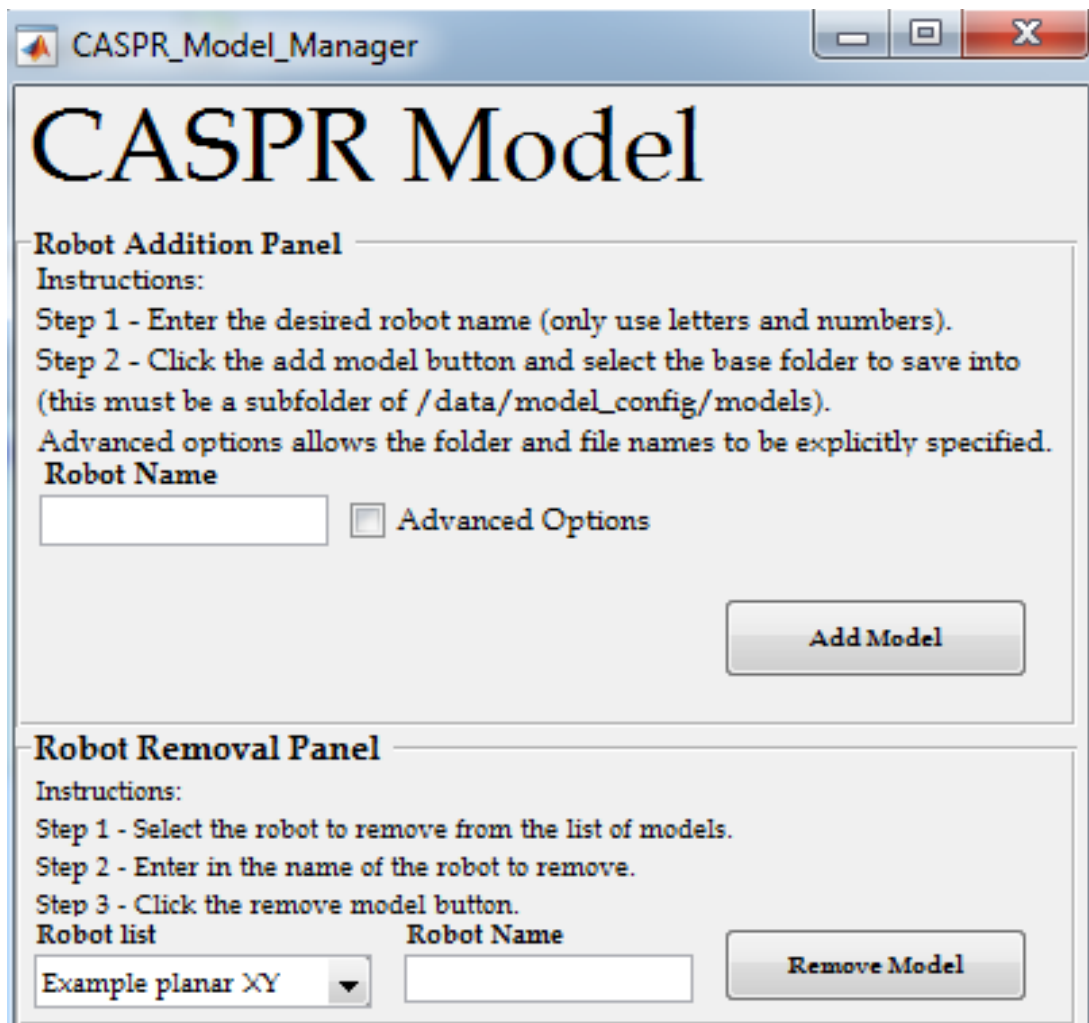 CASPR_Model_Manager
CASPR Model
Robot Addition Panel
Instructions:
Step 1 - Enter the desired robot name (only use letters and numbers).
Step 2 - Click the add model button and select the base folder to save into
(this must be a subfolder of /data/model_config/models).
Advanced options allows the folder and file names to be explicitly specified.
Robot Name
Advanced Options
Add Model
Robot Removal Panel
Instructions:
Step 1 - Select the robot to remove from the list of models.
Step 2 - Enter in the name of the robot to remove.
Step 3 - Click the remove model button.
Robot list Robot Name
Example planar XY Remove Model